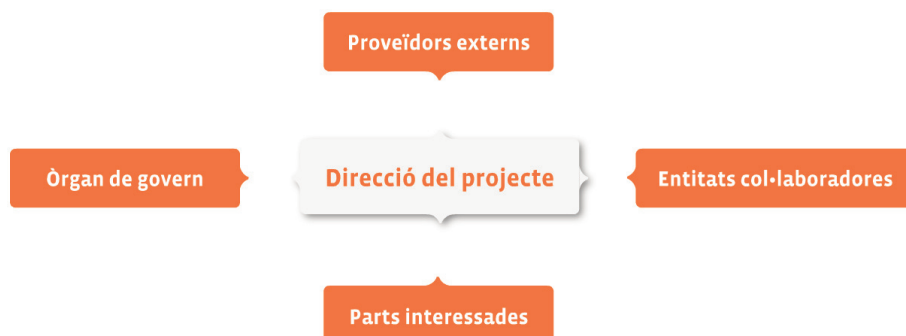 Proveïdors externs
Òrgan de govern
Direcció del projecte
Entitats col•laboradores
Parts interessades